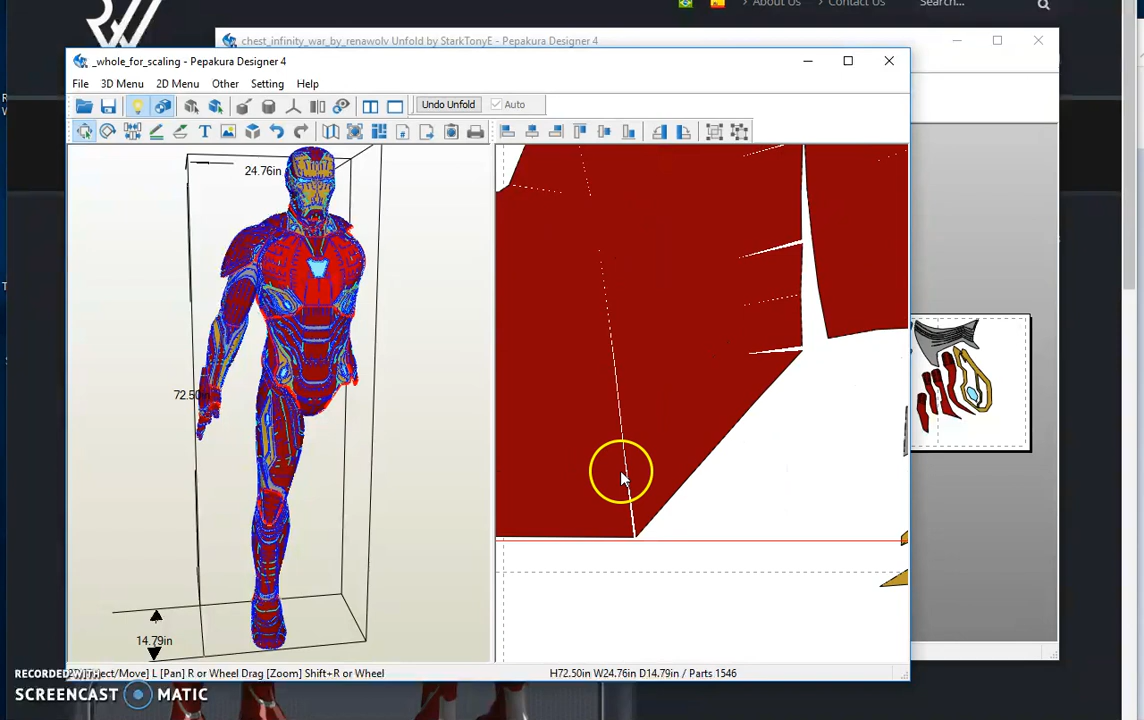 About Us
Contact Us
Search...
chest_infinity_war_by_renawolv Unfold by StarkTonyE - Pepakura Designer 4
_whole_for_scaling - Pepakura Designer 4
File 3D Menu 2D Menu Other Setting Help
Undo Unfold Auto
24.76in
72.50in
14.79in
ect/Move] L [Pan] R or Wheel Drag [Zoom] Shift+R or Wheel
H72.50in W24.76in D14.79in / Parts 1546
RECORDED WITH
SCREENCAST MATIC